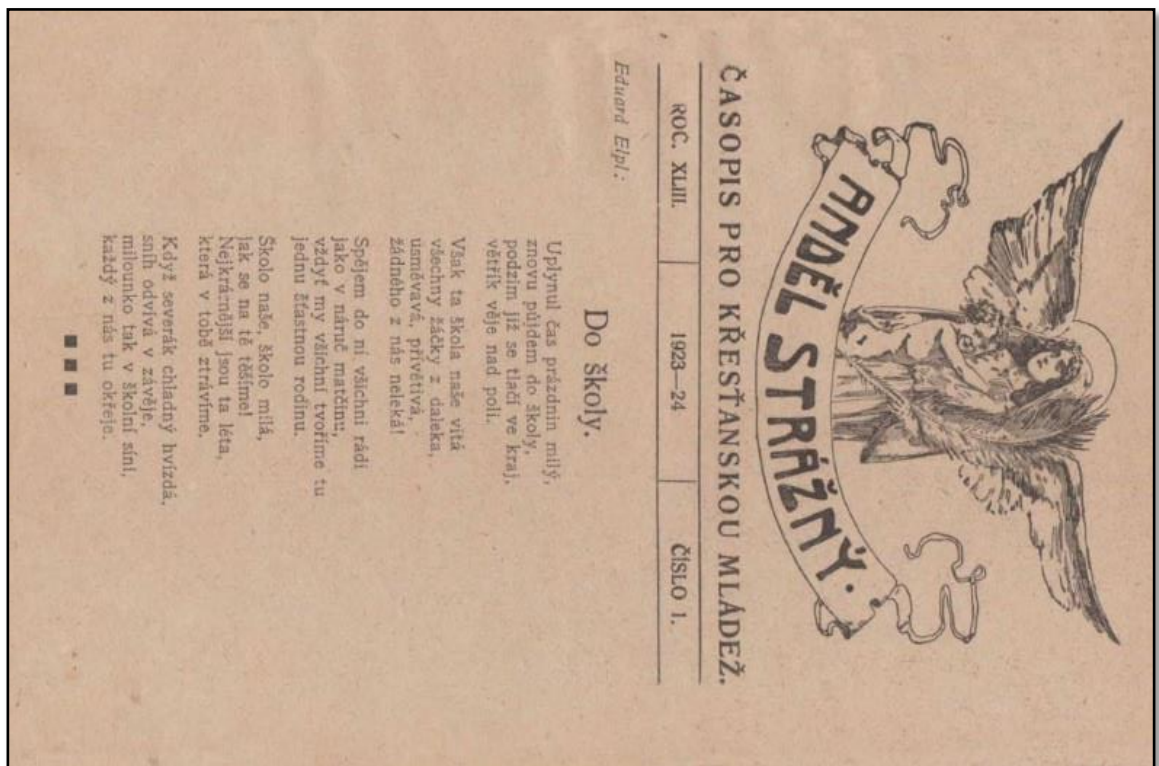 ANDĚL STRÁŽNÝ.
ČASOPIS PRO KŘESŤANSKOU MLÁDEŽ.
ROČ. XLIII. 1923—24 ČÍSLO 1.
Eduard Elpl:
Do školy.
Uplynul čas prázdnin milý,
znovu půjdem do školy,
podzim již se tlačí ve kraj,
větřík věje nad poli.
Však ta škola naše vítá
všechny žáčky z daleka,
usměvavá, přívětivá,
žádného z nás neleká!
Spějem do ní všichni rádi
jako v náruč matčinu,
vždyť my všichni tvoříme tu
jednu šťastnou rodinu.
Školo naše, školo milá,
jak se na tě těšíme!
Nejkrásnější jsou ta léta,
která v tobě ztrávíme.
Když severák chladný hvízdá,
sníh odvívá v závěje,
milounko tak v školní síni,
každý z nás tu okřeje.